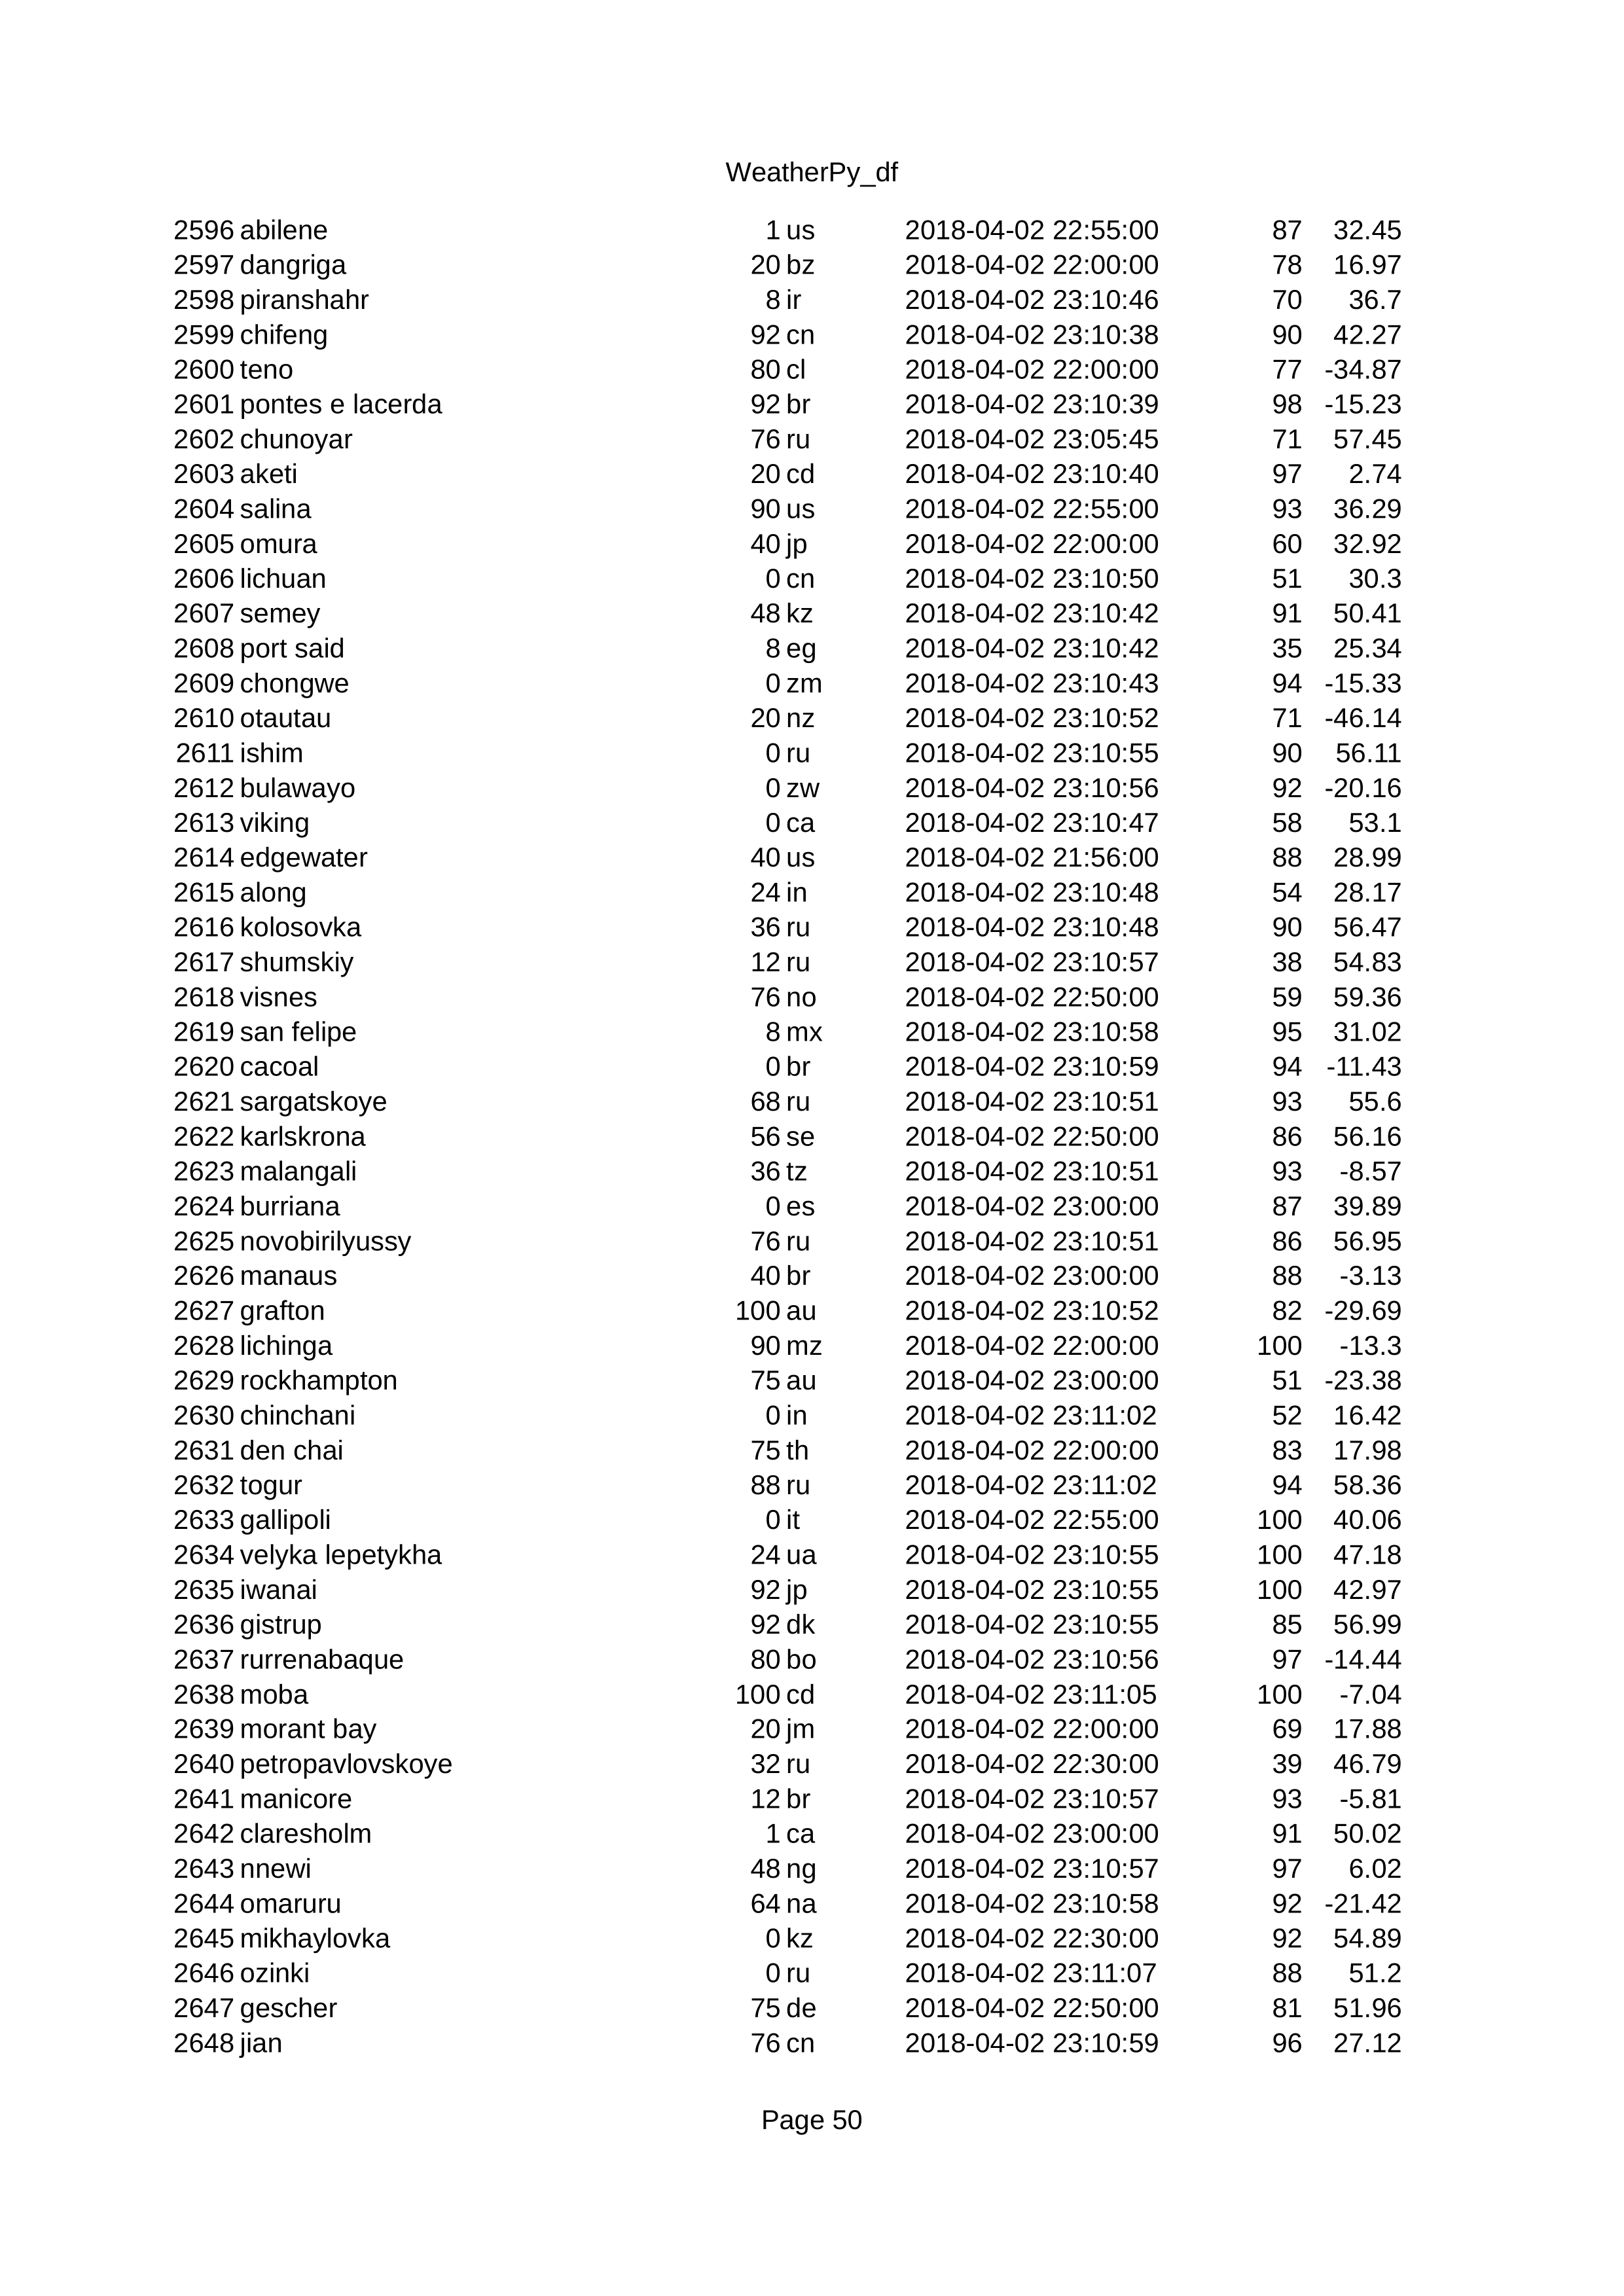 WeatherPy_df
2596 abilene 1 us 2018-04-02 22:55:00 87 32.45
2597 dangriga 20 bz 2018-04-02 22:00:00 78 16.97
2598 piranshahr 8 ir 2018-04-02 23:10:46 70 36.7
2599 chifeng 92 cn 2018-04-02 23:10:38 90 42.27
2600 teno 80 cl 2018-04-02 22:00:00 77 -34.87
2601 pontes e lacerda 92 br 2018-04-02 23:10:39 98 -15.23
2602 chunoyar 76 ru 2018-04-02 23:05:45 71 57.45
2603 aketi 20 cd 2018-04-02 23:10:40 97 2.74
2604 salina 90 us 2018-04-02 22:55:00 93 36.29
2605 omura 40 jp 2018-04-02 22:00:00 60 32.92
2606 lichuan 0 cn 2018-04-02 23:10:50 51 30.3
2607 semey 48 kz 2018-04-02 23:10:42 91 50.41
2608 port said 8 eg 2018-04-02 23:10:42 35 25.34
2609 chongwe 0 zm 2018-04-02 23:10:43 94 -15.33
2610 otautau 20 nz 2018-04-02 23:10:52 71 -46.14
2611 ishim 0 ru 2018-04-02 23:10:55 90 56.11
2612 bulawayo 0 zw 2018-04-02 23:10:56 92 -20.16
2613 viking 0 ca 2018-04-02 23:10:47 58 53.1
2614 edgewater 40 us 2018-04-02 21:56:00 88 28.99
2615 along 24 in 2018-04-02 23:10:48 54 28.17
2616 kolosovka 36 ru 2018-04-02 23:10:48 90 56.47
2617 shumskiy 12 ru 2018-04-02 23:10:57 38 54.83
2618 visnes 76 no 2018-04-02 22:50:00 59 59.36
2619 san felipe 8 mx 2018-04-02 23:10:58 95 31.02
2620 cacoal 0 br 2018-04-02 23:10:59 94 -11.43
2621 sargatskoye 68 ru 2018-04-02 23:10:51 93 55.6
2622 karlskrona 56 se 2018-04-02 22:50:00 86 56.16
2623 malangali 36 tz 2018-04-02 23:10:51 93 -8.57
2624 burriana 0 es 2018-04-02 23:00:00 87 39.89
2625 novobirilyussy 76 ru 2018-04-02 23:10:51 86 56.95
2626 manaus 40 br 2018-04-02 23:00:00 88 -3.13
2627 grafton 100 au 2018-04-02 23:10:52 82 -29.69
2628 lichinga 90 mz 2018-04-02 22:00:00 100 -13.3
2629 rockhampton 75 au 2018-04-02 23:00:00 51 -23.38
2630 chinchani 0 in 2018-04-02 23:11:02 52 16.42
2631 den chai 75 th 2018-04-02 22:00:00 83 17.98
2632 togur 88 ru 2018-04-02 23:11:02 94 58.36
2633 gallipoli 0 it 2018-04-02 22:55:00 100 40.06
2634 velyka lepetykha 24 ua 2018-04-02 23:10:55 100 47.18
2635 iwanai 92 jp 2018-04-02 23:10:55 100 42.97
2636 gistrup 92 dk 2018-04-02 23:10:55 85 56.99
2637 rurrenabaque 80 bo 2018-04-02 23:10:56 97 -14.44
2638 moba 100 cd 2018-04-02 23:11:05 100 -7.04
2639 morant bay 20 jm 2018-04-02 22:00:00 69 17.88
2640 petropavlovskoye 32 ru 2018-04-02 22:30:00 39 46.79
2641 manicore 12 br 2018-04-02 23:10:57 93 -5.81
2642 claresholm 1 ca 2018-04-02 23:00:00 91 50.02
2643 nnewi 48 ng 2018-04-02 23:10:57 97 6.02
2644 omaruru 64 na 2018-04-02 23:10:58 92 -21.42
2645 mikhaylovka 0 kz 2018-04-02 22:30:00 92 54.89
2646 ozinki 0 ru 2018-04-02 23:11:07 88 51.2
2647 gescher 75 de 2018-04-02 22:50:00 81 51.96
2648 jian 76 cn 2018-04-02 23:10:59 96 27.12
Page 50